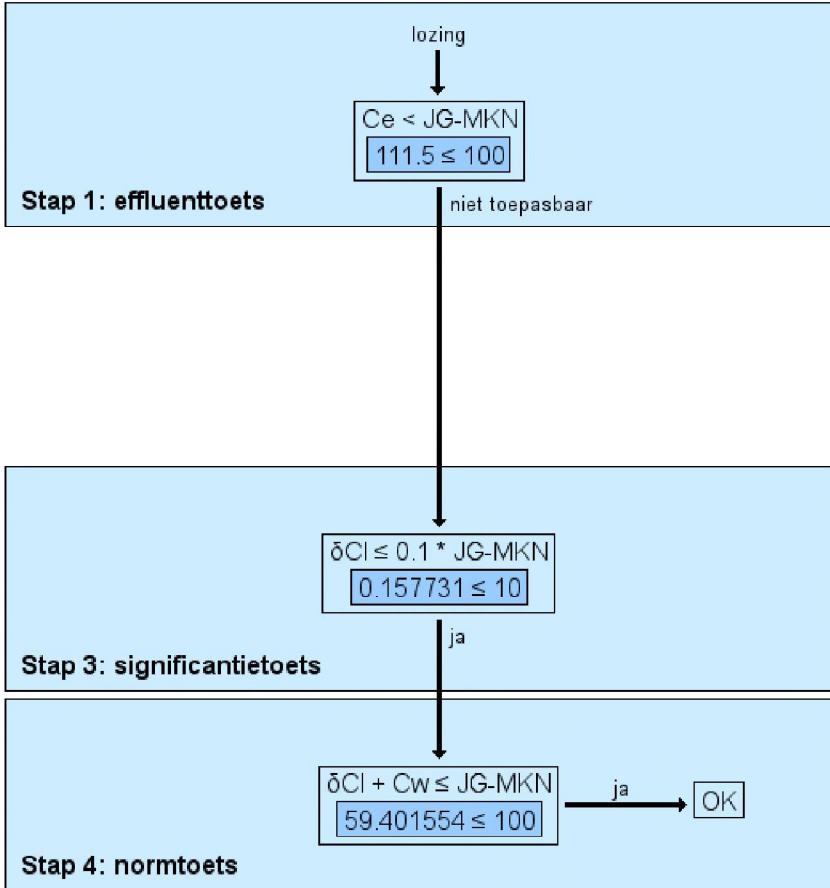 lozing
Ce < JG-MKN
111.5 ≤ 100
Stap 1: effluenttoets
niet toepasbaar
δCl ≤ 0.1 * JG-MKN
0.157731 ≤ 10
ja
Stap 3: significantietoets
δCl + Cw ≤ JG-MKN
59.401554 ≤ 100
ja
OK
Stap 4: normtoets